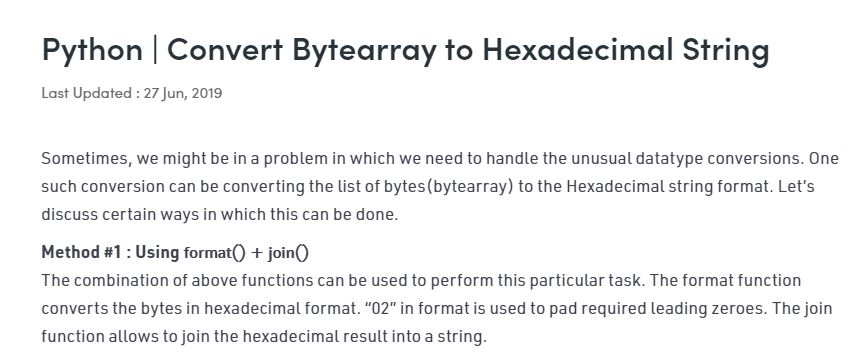 Python | Convert Bytearray to Hexadecimal String
Last Updated : 27 Jun, 2019
Sometimes, we might be in a problem in which we need to handle the unusual datatype conversions. One
such conversion can be converting the list of bytes(bytearray) to the Hexadecimal string format. Let’s
discuss certain ways in which this can be done.
Method #1 : Using format() + join()
The combination of above functions can be used to perform this particular task. The format function
converts the bytes in hexadecimal format. “02” in format is used to pad required leading zeroes. The join
function allows to join the hexadecimal result into a string.